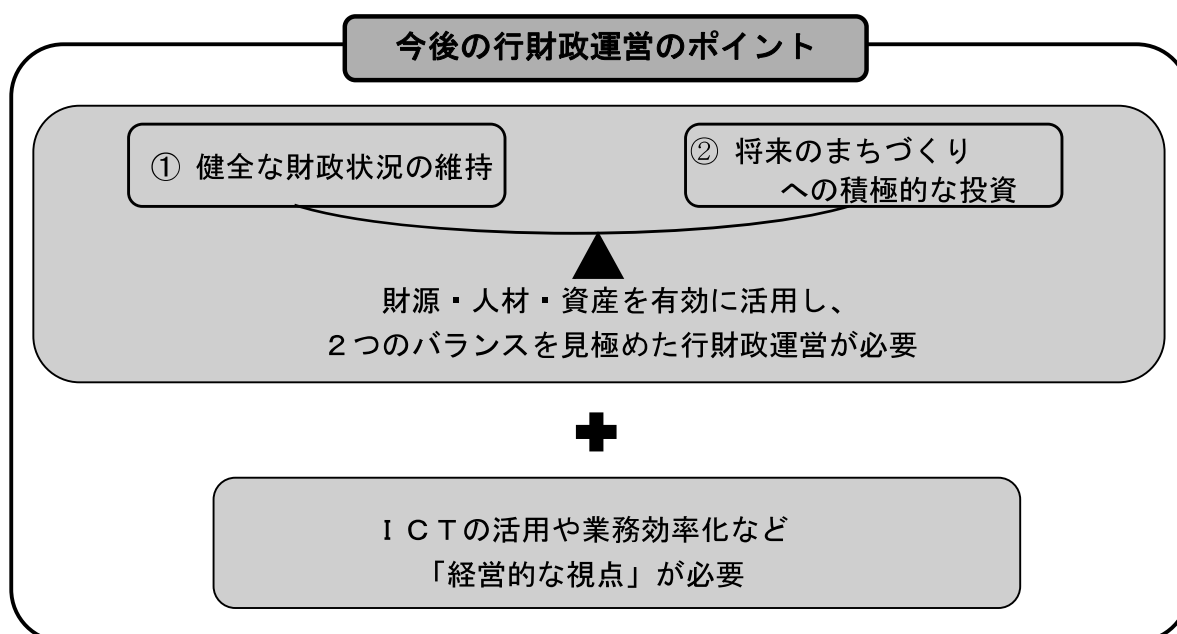 今後の行財政運営のポイント
① 健全な財政状況の維持
② 将来のまちづくり
への積極的な投資
財源・人材・資産を有効に活用し、
２つのバランスを見極めた行財政運営が必要
ＩＣＴの活用や業務効率化など
「経営的な視点」が必要